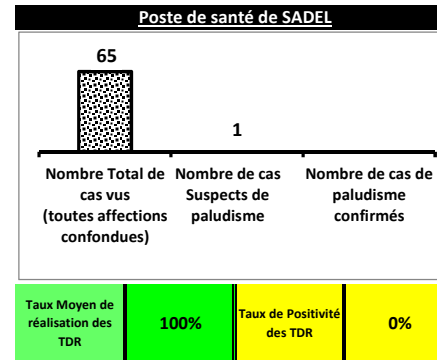 Poste de santé de SADEL
65
1
Nombre Total de
cas vus
(toutes affections
confondues)
Nombre de cas
Suspects de
paludisme
Nombre de cas de
paludisme
confirmés
Taux Moyen de
réalisation des
TDR
100%
Taux de Positivité
des TDR
0%